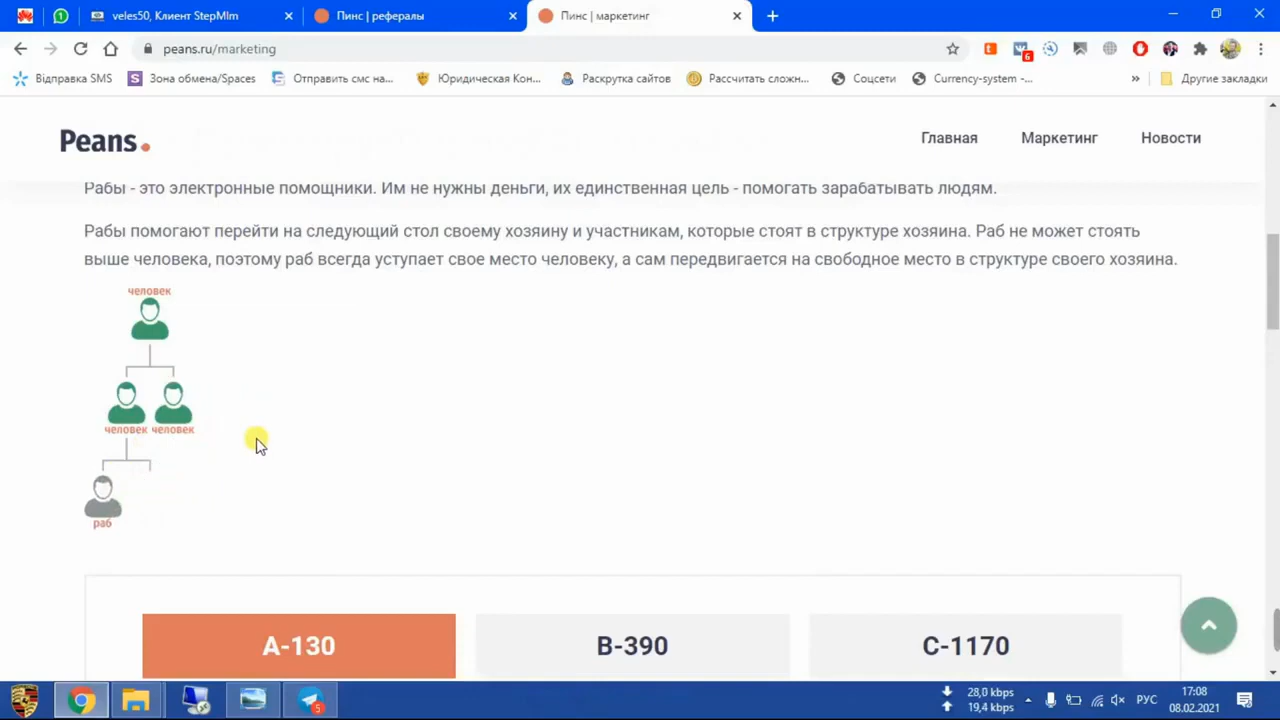 veles50, Клиент StepMlm
Пинс | рефералы
Пинс | маркетинг
peans.ru/marketing
6
Відправка SMS
Зона обмена/Spaces
Отправить смс на...
Юридическая Кон...
Раскрутка сайтов
Рассчитать сложн...
Соцсети
Currency-system -...
»
Другие закладки
Peans.
Главная
Маркетинг
Новости
Рабы - это электронные помощники. Им не нужны деньги, их единственная цель - помогать зарабатывать людям.
Рабы помогают перейти на следующий стол своему хозяину и участникам, которые стоят в структуре хозяина. Раб не может стоять
выше человека, поэтому раб всегда уступает свое место человеку, а сам передвигается на свободное место в структуре своего хозяина.
человек
человек человек
раб
A-130
B-390
C-1170
PORSCHE
5
28,0 kbps
19,4 kbps
РУС
17:08
08.02.2021